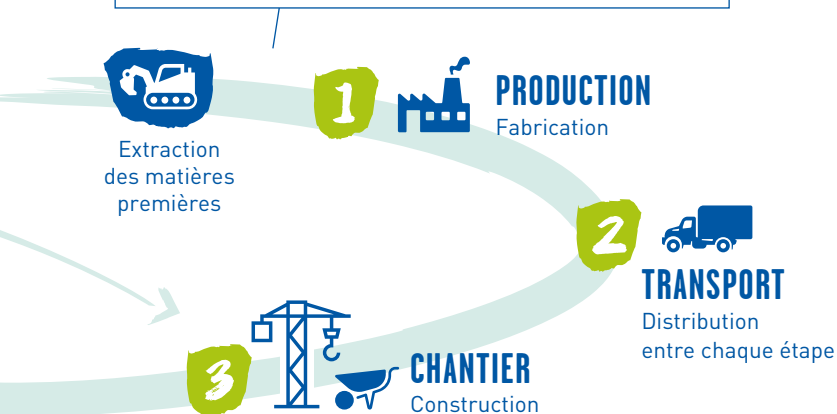 Extraction
des matières
premières
1
PRODUCTION
Fabrication
2
TRANSPORT
Distribution
entre chaque étape
3
CHANTIER
Construction